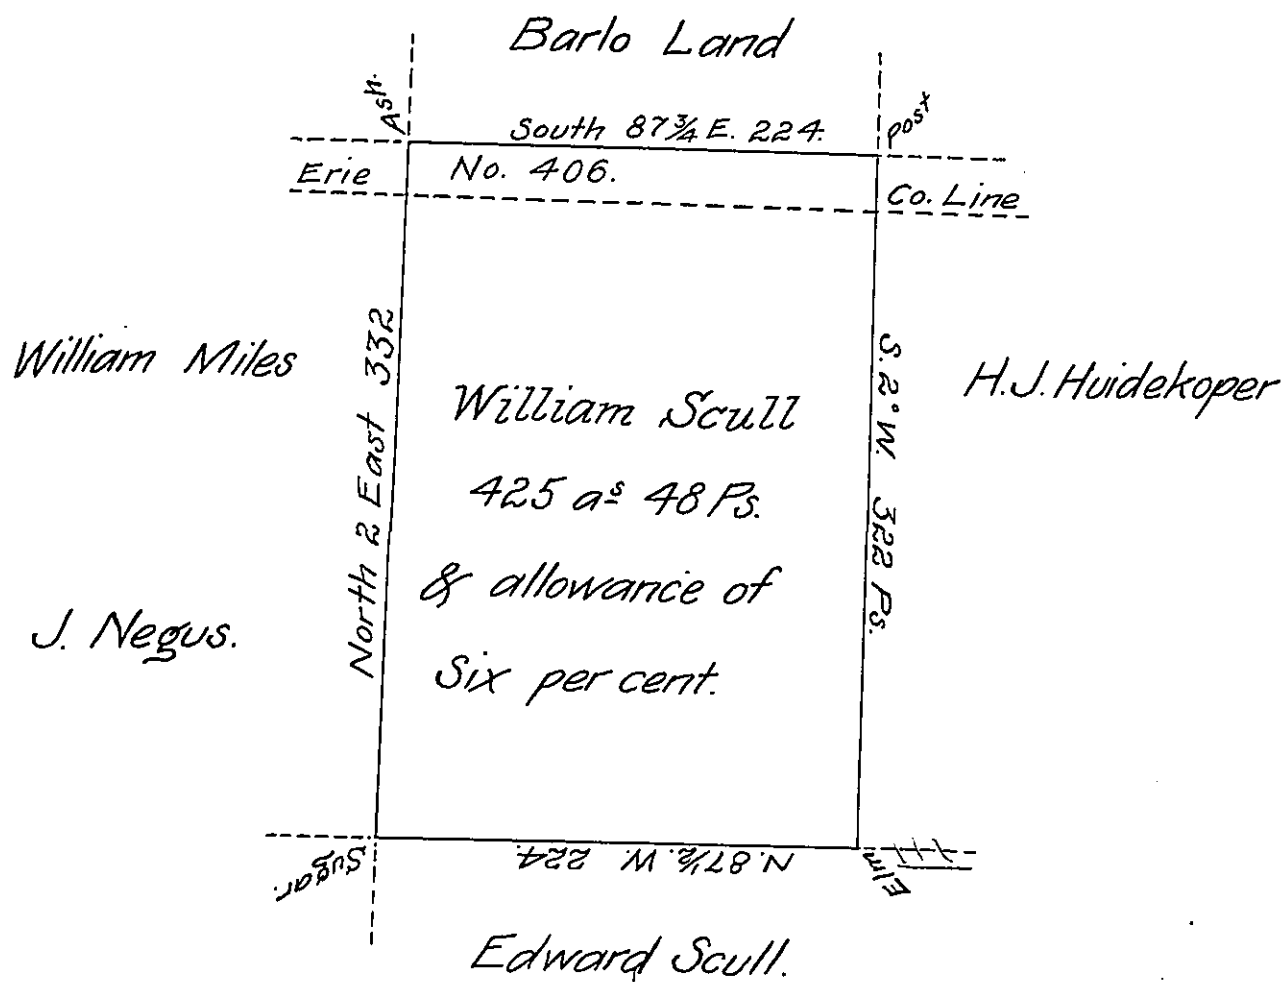 Barlo Land
Ash.
Post
South 87¾ E. 224.
Erie
No. 406.
Co. Line
William Miles
North 2 East 332
S. 2° W. 322 Ps.
H.J. Huidekoper
William Scull
425 aˢ 48 Ps.
& allowance of
Six per cent.
J. Negus.
Sugar.
N. 87½ W. 224.
Elm
Edward Scull.